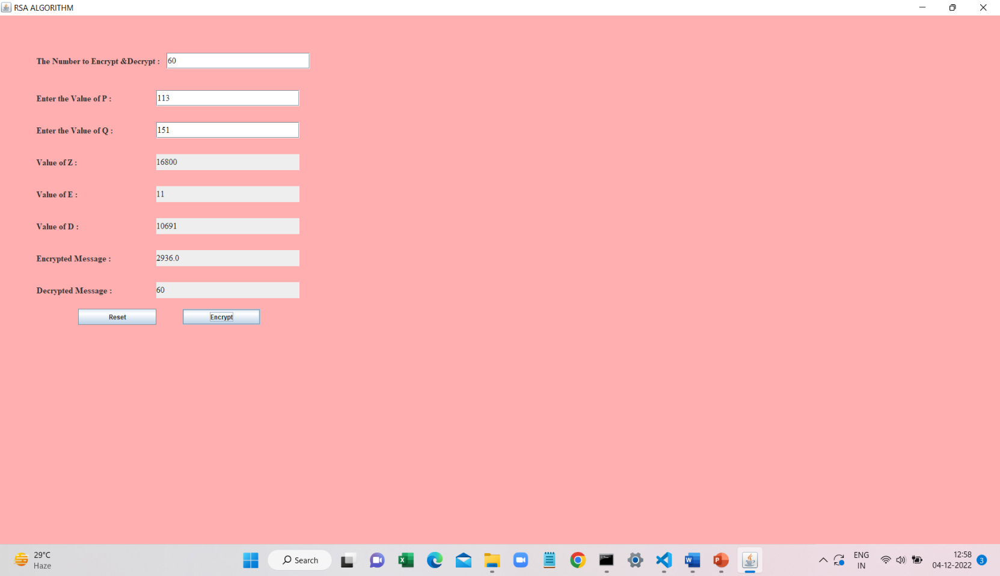 RSA ALGORITHM
The Number to Encrypt &Decrypt : 60
Enter the Value of P : 113
Enter the Value of Q : 151
Value of Z : 16800
Value of E : 11
Value of D : 10691
Encrypted Message : 2936.0
Decrypted Message : 60
Reset Encrypt
29°C
Haze
Search
ENG
IN
12:58
04-12-2022
3